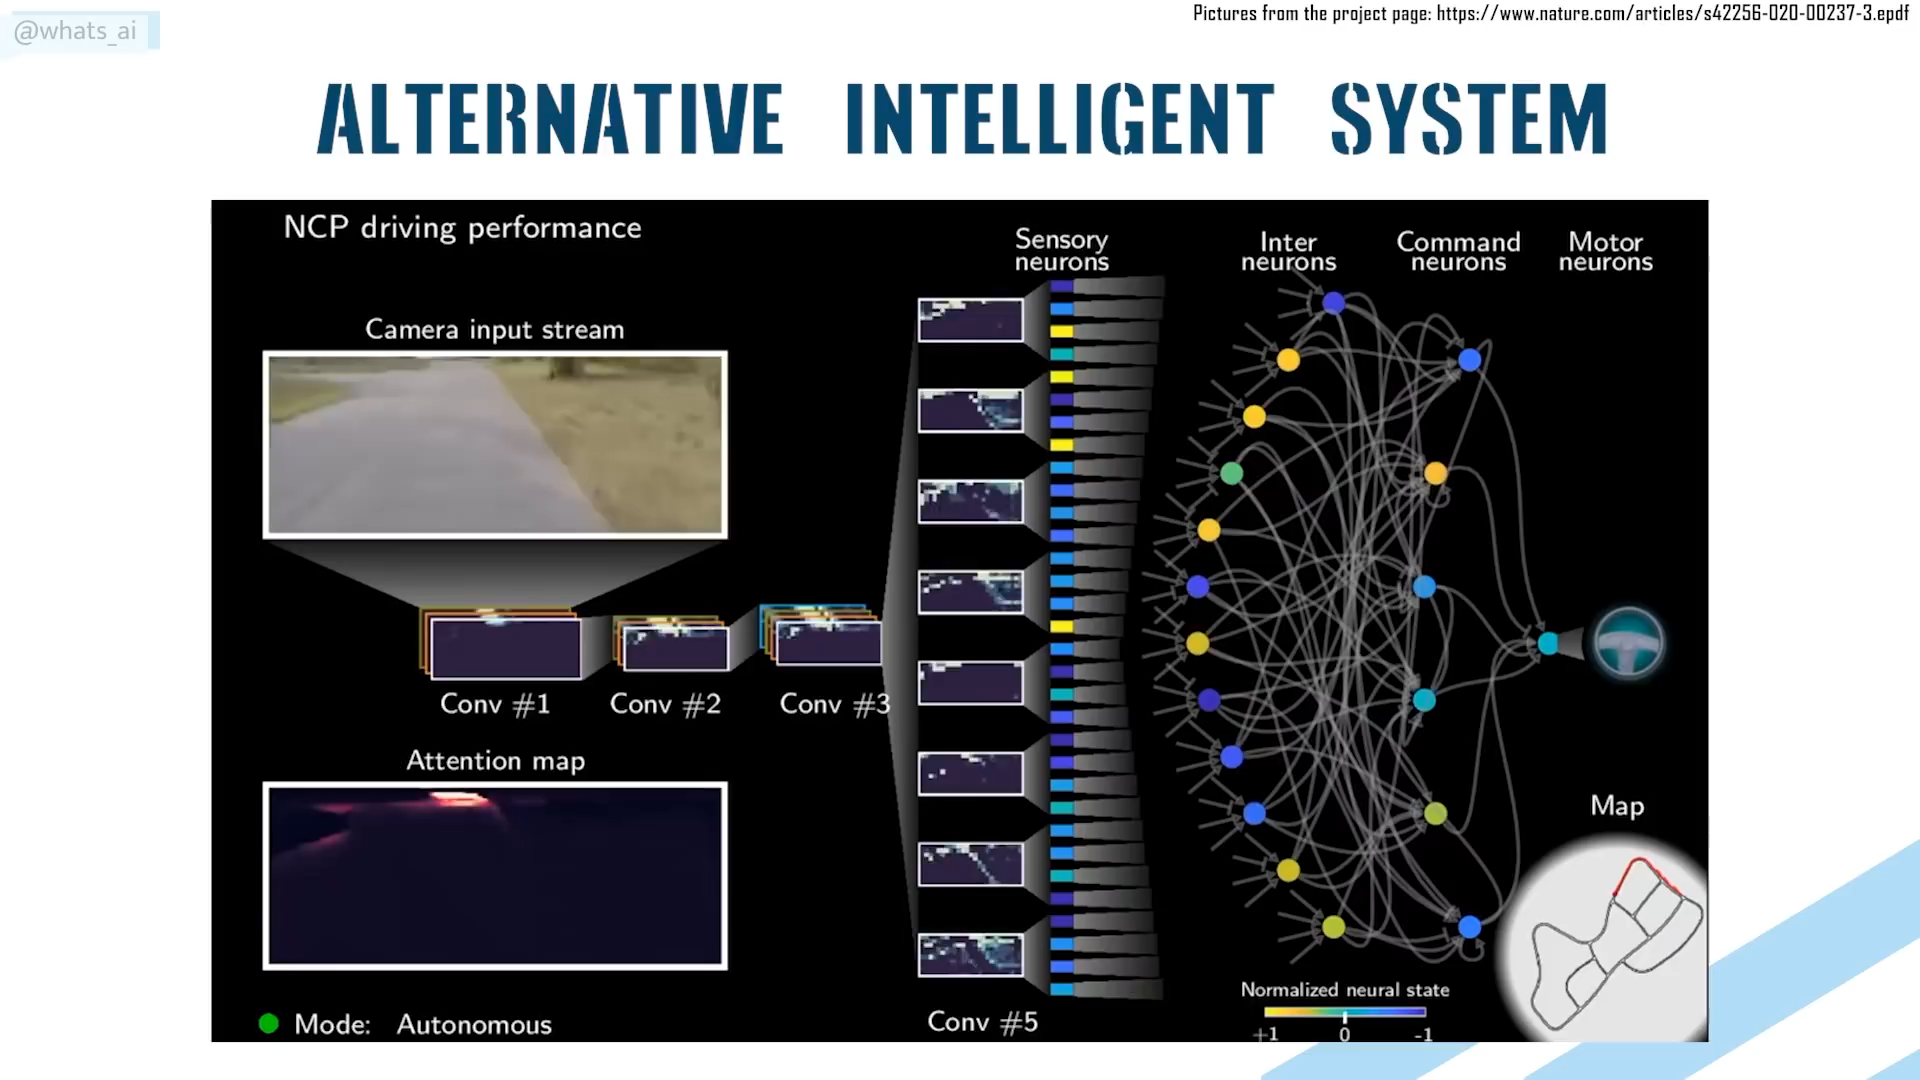 @whats_ai
Pictures from the project page: https://www.nature.com/articles/s42256-020-00237-3.epdf
ALTERNATIVE INTELLIGENT SYSTEM
NCP driving performance
Sensory
neurons
Inter
neurons
Command
neurons
Motor
neurons
Camera input stream
Conv #1
Conv #2
Conv #3
Attention map
Map
Normalized neural state
+1
0
-1
Conv #5
Mode: Autonomous